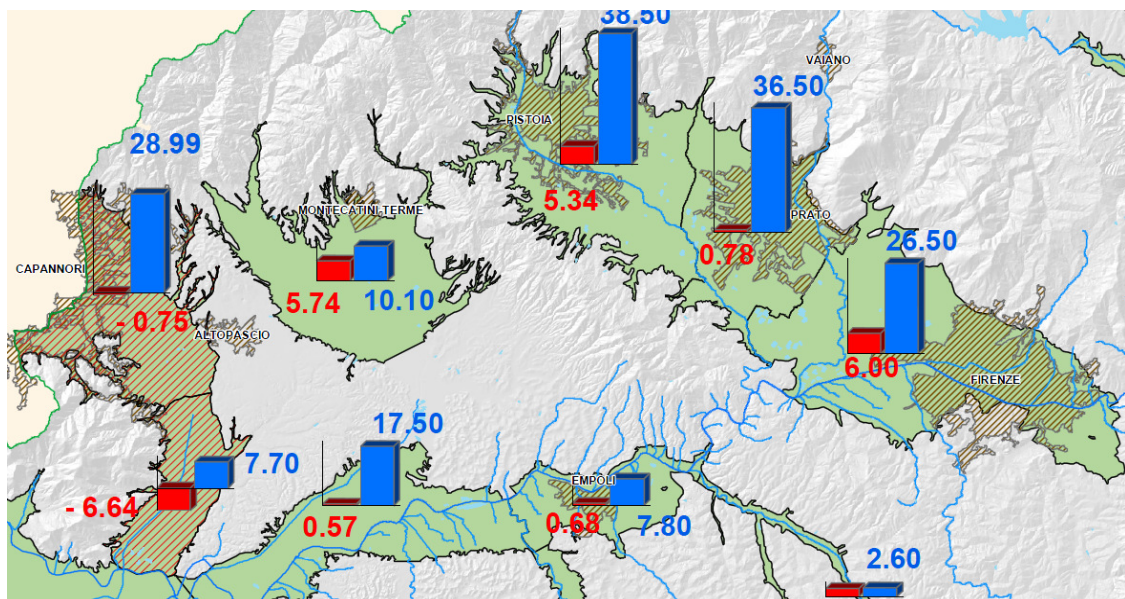 38.50
VAIANO
36.50
PISTOIA
28.99
5.34
MONTECATINI-TERME
PRATO
0.78
26.50
CAPANNORI
5.74
10.10
- 0.75
ALTOPASCIO
6.00
FIRENZE
17.50
7.70
EMPOLI
- 6.64
0.57
0.68
7.80
2.60